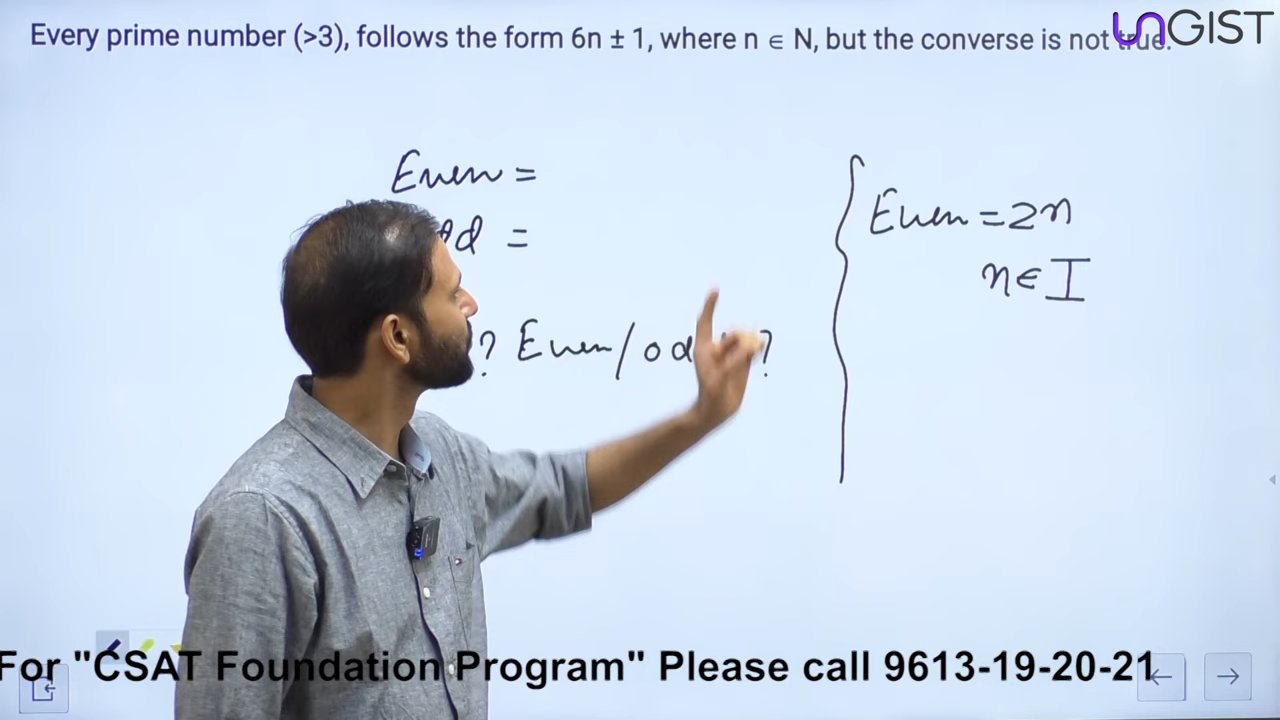 Every prime number (>3), follows the form 6n ± 1, where n ∈ N, but the converse is not true.
UNGIST
Even =
=
? Even/od ?
Even = 2n
n ∈ I
For "CSAT Foundation Program" Please call 9613-19-20-21